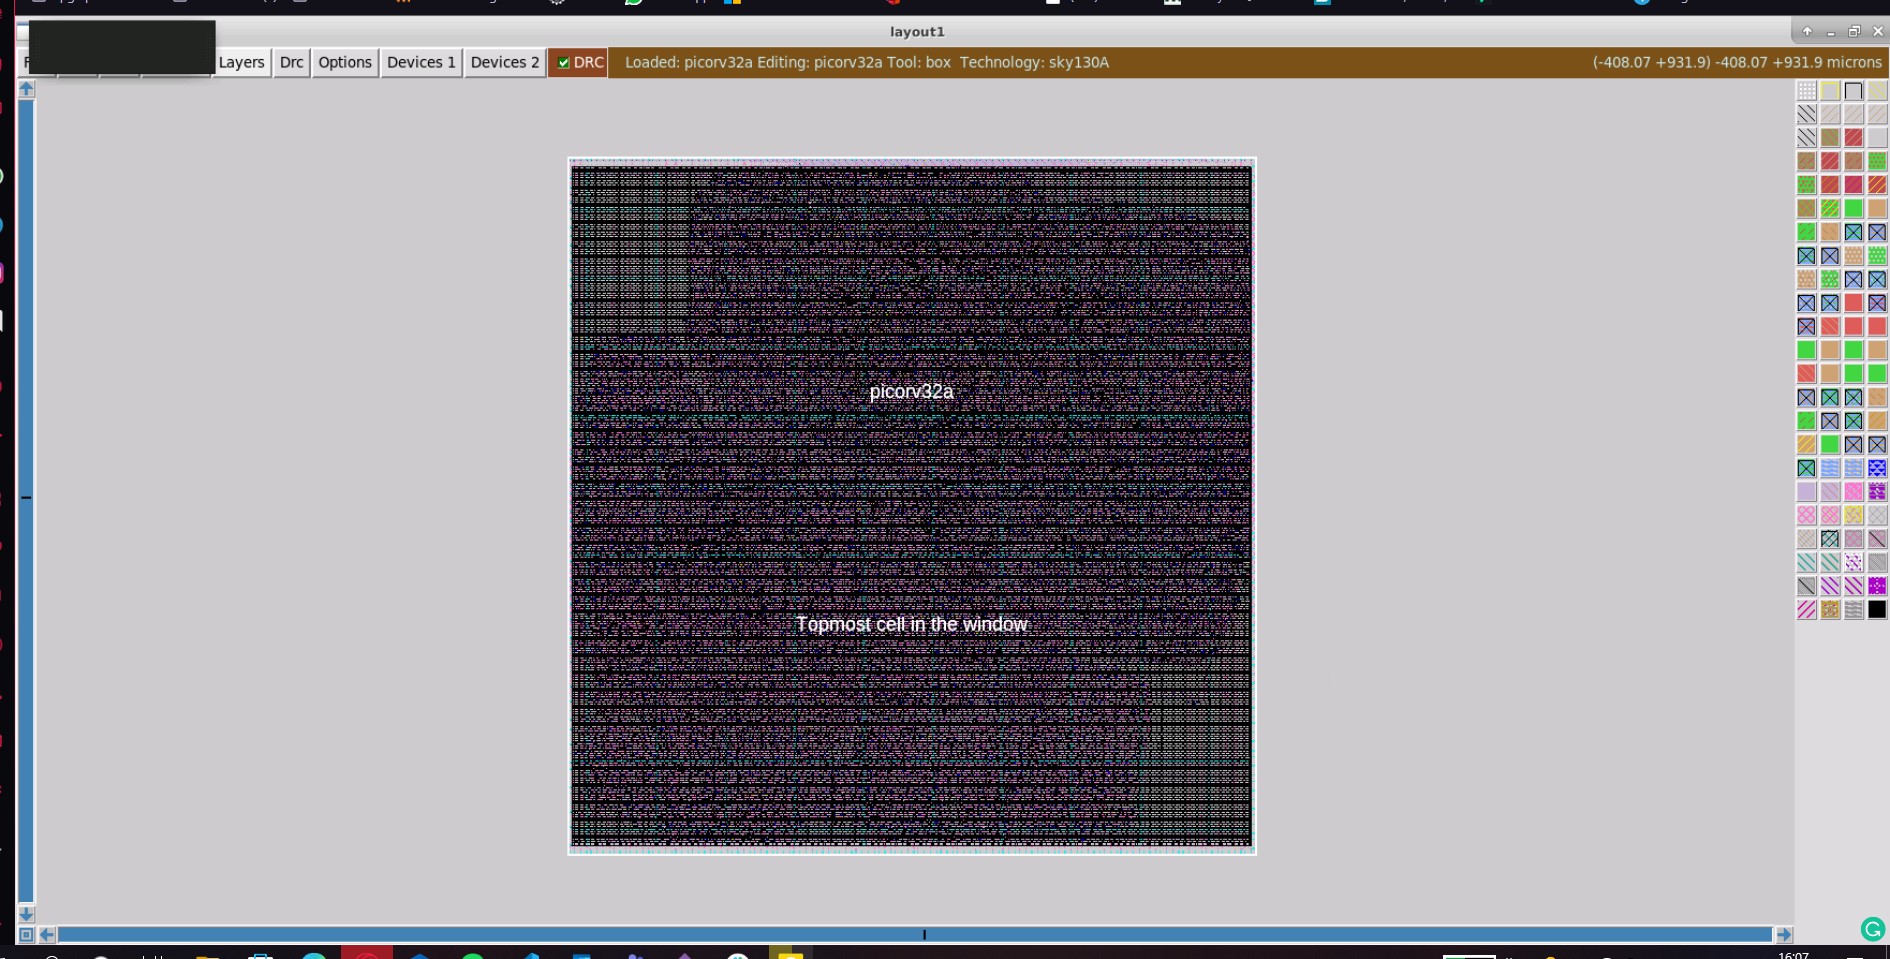 layout1
Layers Drc Options Devices 1 Devices 2 DRC Loaded: picorv32a Editing: picorv32a Tool: box Technology: sky130A (-408.07 +931.9) -408.07 +931.9 microns
picorv32a
Topmost cell in the window
16:07